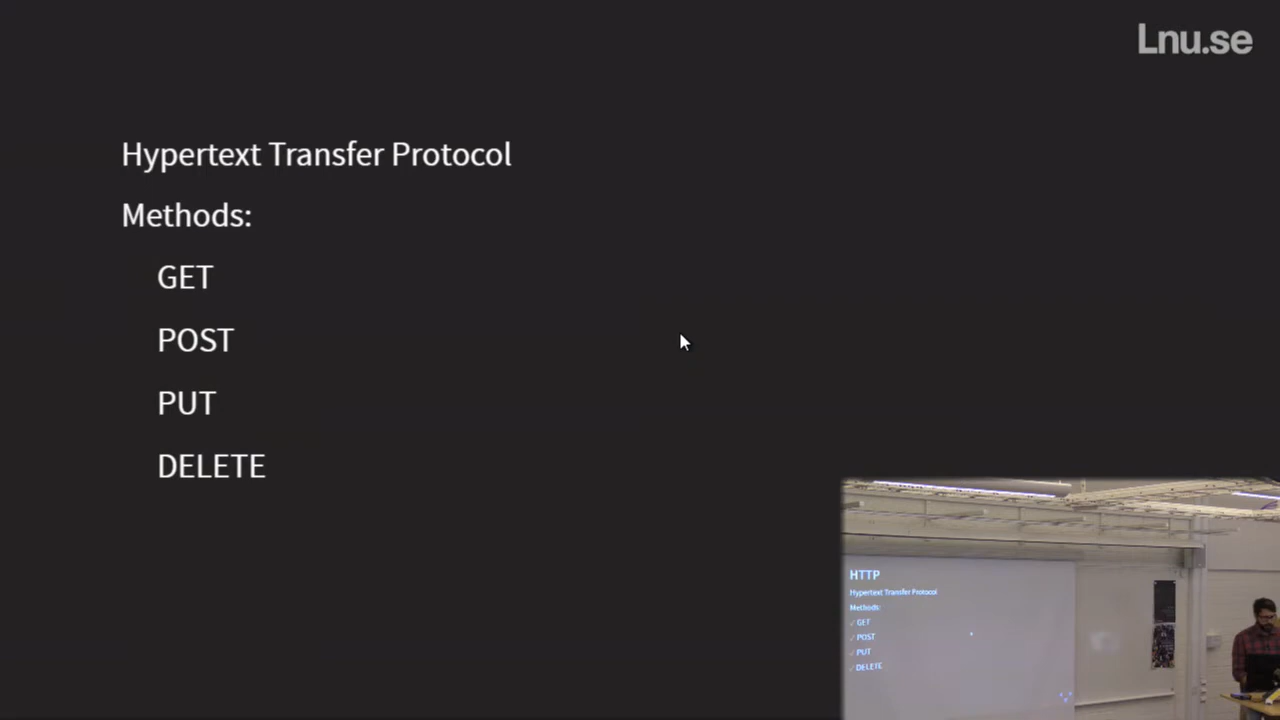 Lnu.se
Hypertext Transfer Protocol
Methods:
GET
POST
PUT
DELETE
HTTP
Hypertext Transfer Protocol
Methods:
✓ GET
✓ POST
✓ PUT
✓ DELETE